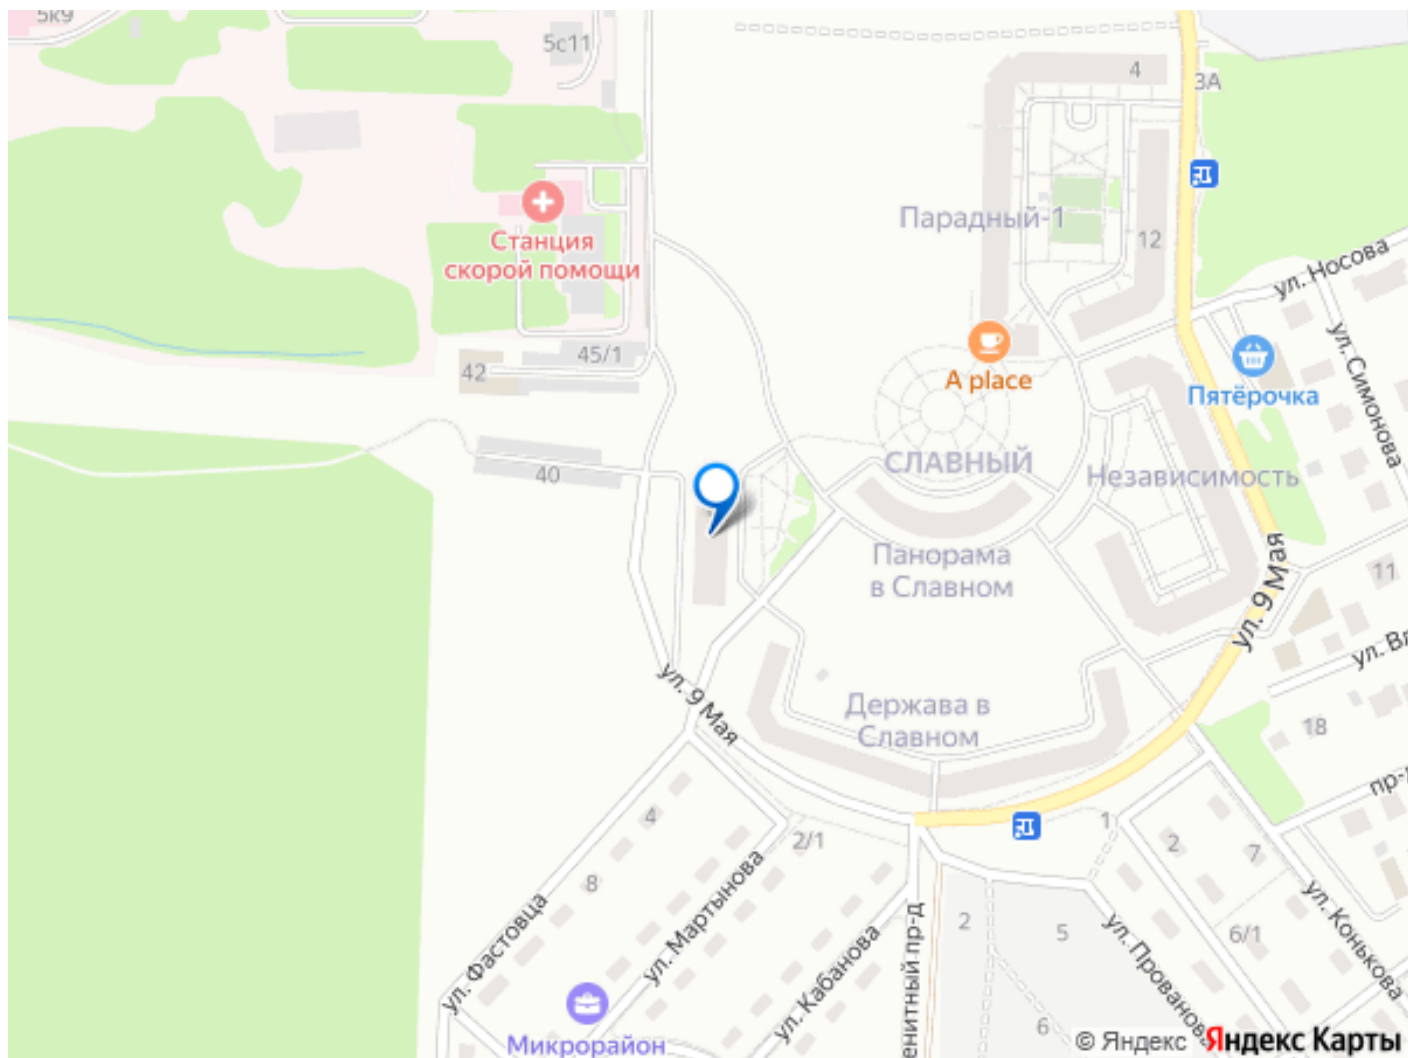 5к9
5с11
4
3А
Станция
скорой помощи
Парадный-1
12
ул. Носова
ул. Симонова
45/1
42
A place
Пятёрочка
40
СЛАВНЫЙ
Независимость
Панорама
в Славном
ул. 9 Мая
11
ул. 9 Мая
Держава в
Славном
18
4
2/1
1
2
7
8
ул. Фастовца
ул. Мартынова
ул. Кабанова
2
5
6/1
ул. Конькова
ул. Прованова
6
Микрорайон
© Яндекс
Яндекс Карты